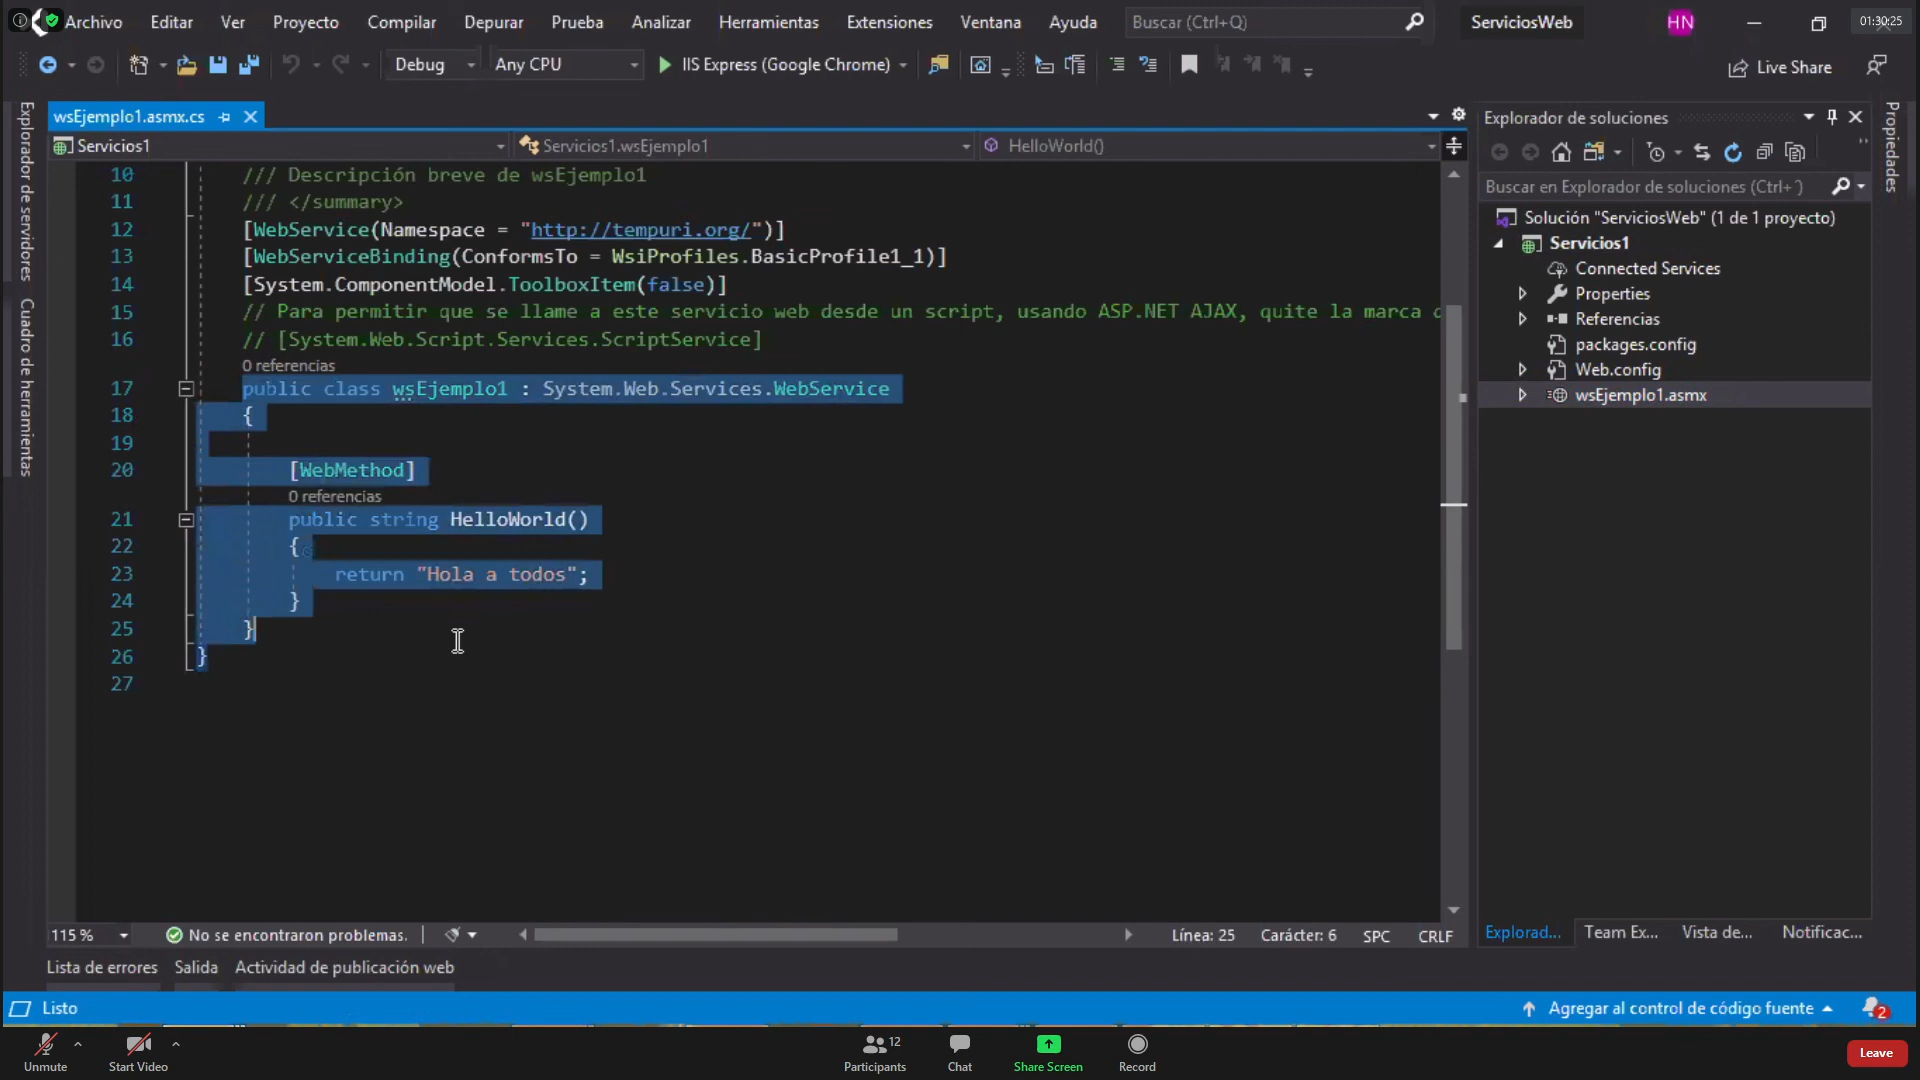 Archivo Editar Ver Proyecto Compilar Depurar Prueba Analizar Herramientas Extensiones Ventana Ayuda Buscar (Ctrl+Q) ServiciosWeb HN 01:30:25
Debug Any CPU IIS Express (Google Chrome) Live Share
Explorador de servidores
Cuadro de herramientas
wsEjemplo1.asmx.cs
Servicios1 Servicios1.wsEjemplo1 HelloWorld()
10 /// Descripción breve de wsEjemplo1
11 /// </summary>
12 [WebService(Namespace = "http://tempuri.org/")]
13 [WebServiceBinding(ConformsTo = WsiProfiles.BasicProfile1_1)]
14 [System.ComponentModel.ToolboxItem(false)]
15 // Para permitir que se llame a este servicio web desde un script, usando ASP.NET AJAX, quite la marca
16 // [System.Web.Script.Services.ScriptService]
0 referencias
17 public class wsEjemplo1 : System.Web.Services.WebService
18 {
19
20 [WebMethod]
0 referencias
21 public string HelloWorld()
22 {
23 return "Hola a todos";
24 }
25 }
26 }
27
115 % No se encontraron problemas. Línea: 25 Carácter: 6 SPC CRLF
Explorador de soluciones
Buscar en Explorador de soluciones (Ctrl+
Solución "ServiciosWeb" (1 de 1 proyecto)
Servicios1
Connected Services
Properties
Referencias
packages.config
Web.config
wsEjemplo1.asmx
Explorad... Team Ex... Vista de... Notificac...
Propiedades
Lista de errores Salida Actividad de publicación web
Listo Agregar al control de código fuente 2
Unmute Start Video Participants 12 Chat Share Screen Record Leave